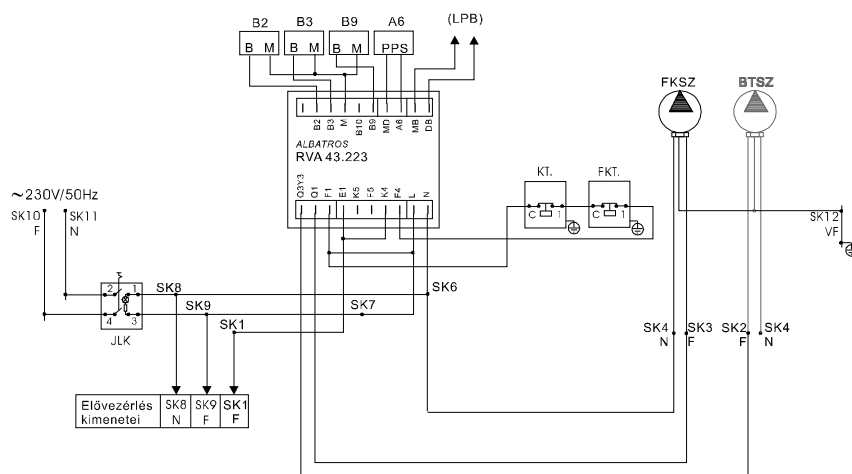 B2 B3 B9 A6 (LPB)
B M B M B M PPS
FKSZ BTSZ
B2 B3 M B10 B9 MD A6 MB DB
ALBATROS
RVA 43.223
Q3Y3 Q1 F1 E1 K5 F5 K4 F4 L N
KT. FKT.
C 1 C 1
~230V/50Hz
SK10 SK11
F N
SK12
VF
2 1 SK8 SK6
4 3 SK9 SK7
JLK
SK1
SK4 SK3 SK2 SK4
N F F N
Elővezérlés SK8 SK9 SK1
kimenetei N F F